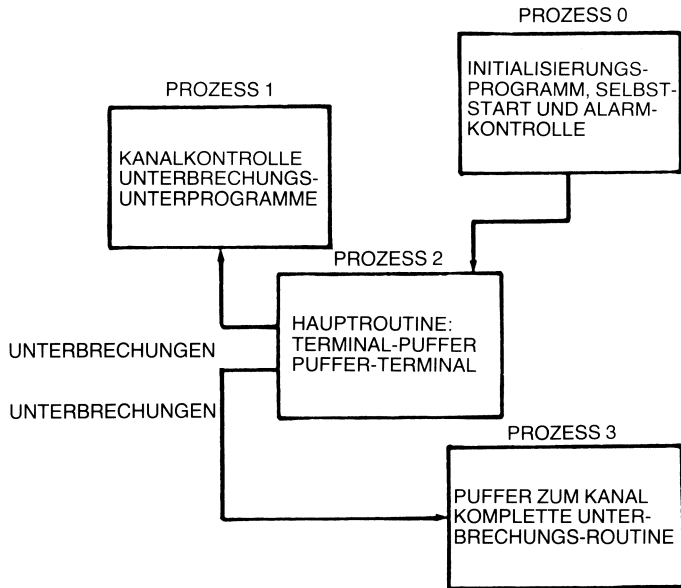 PROZESS 0
INITIALISIERUNGS-
PROGRAMM, SELBST-
START UND ALARM-
KONTROLLE
PROZESS 1
KANALKONTROLLE
UNTERBRECHUNGS-
UNTERPROGRAMME
PROZESS 2
HAUPTROUTINE:
TERMINAL-PUFFER
PUFFER-TERMINAL
UNTERBRECHUNGEN
UNTERBRECHUNGEN
PROZESS 3
PUFFER ZUM KANAL
KOMPLETTE UNTER-
BRECHUNGS-ROUTINE